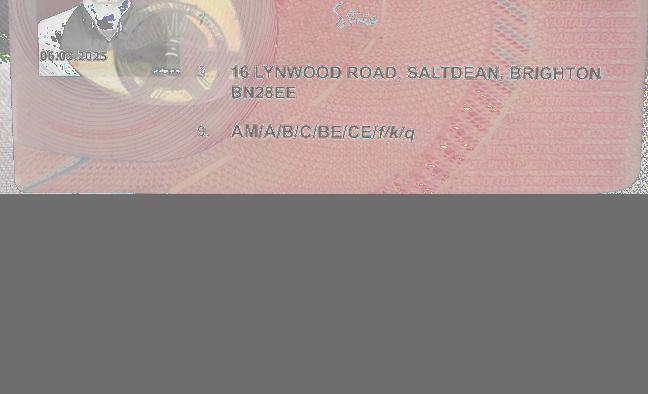 06.03.2025
8. 16 LYNWOOD ROAD, SALTDEAN, BRIGHTON
BN28EE
9. AM/A/B/C/BE/CE/f/k/q